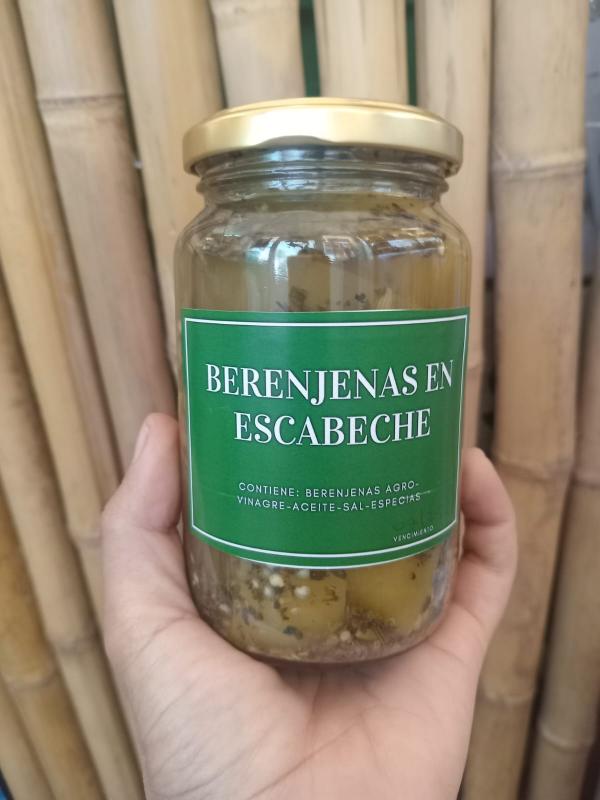 BERENJENAS EN
ESCABECHE
CONTIENE: BERENJENAS AGRO-
VINAGRE-ACEITE-SAL-ESPECIAS
VENCIMIENTO